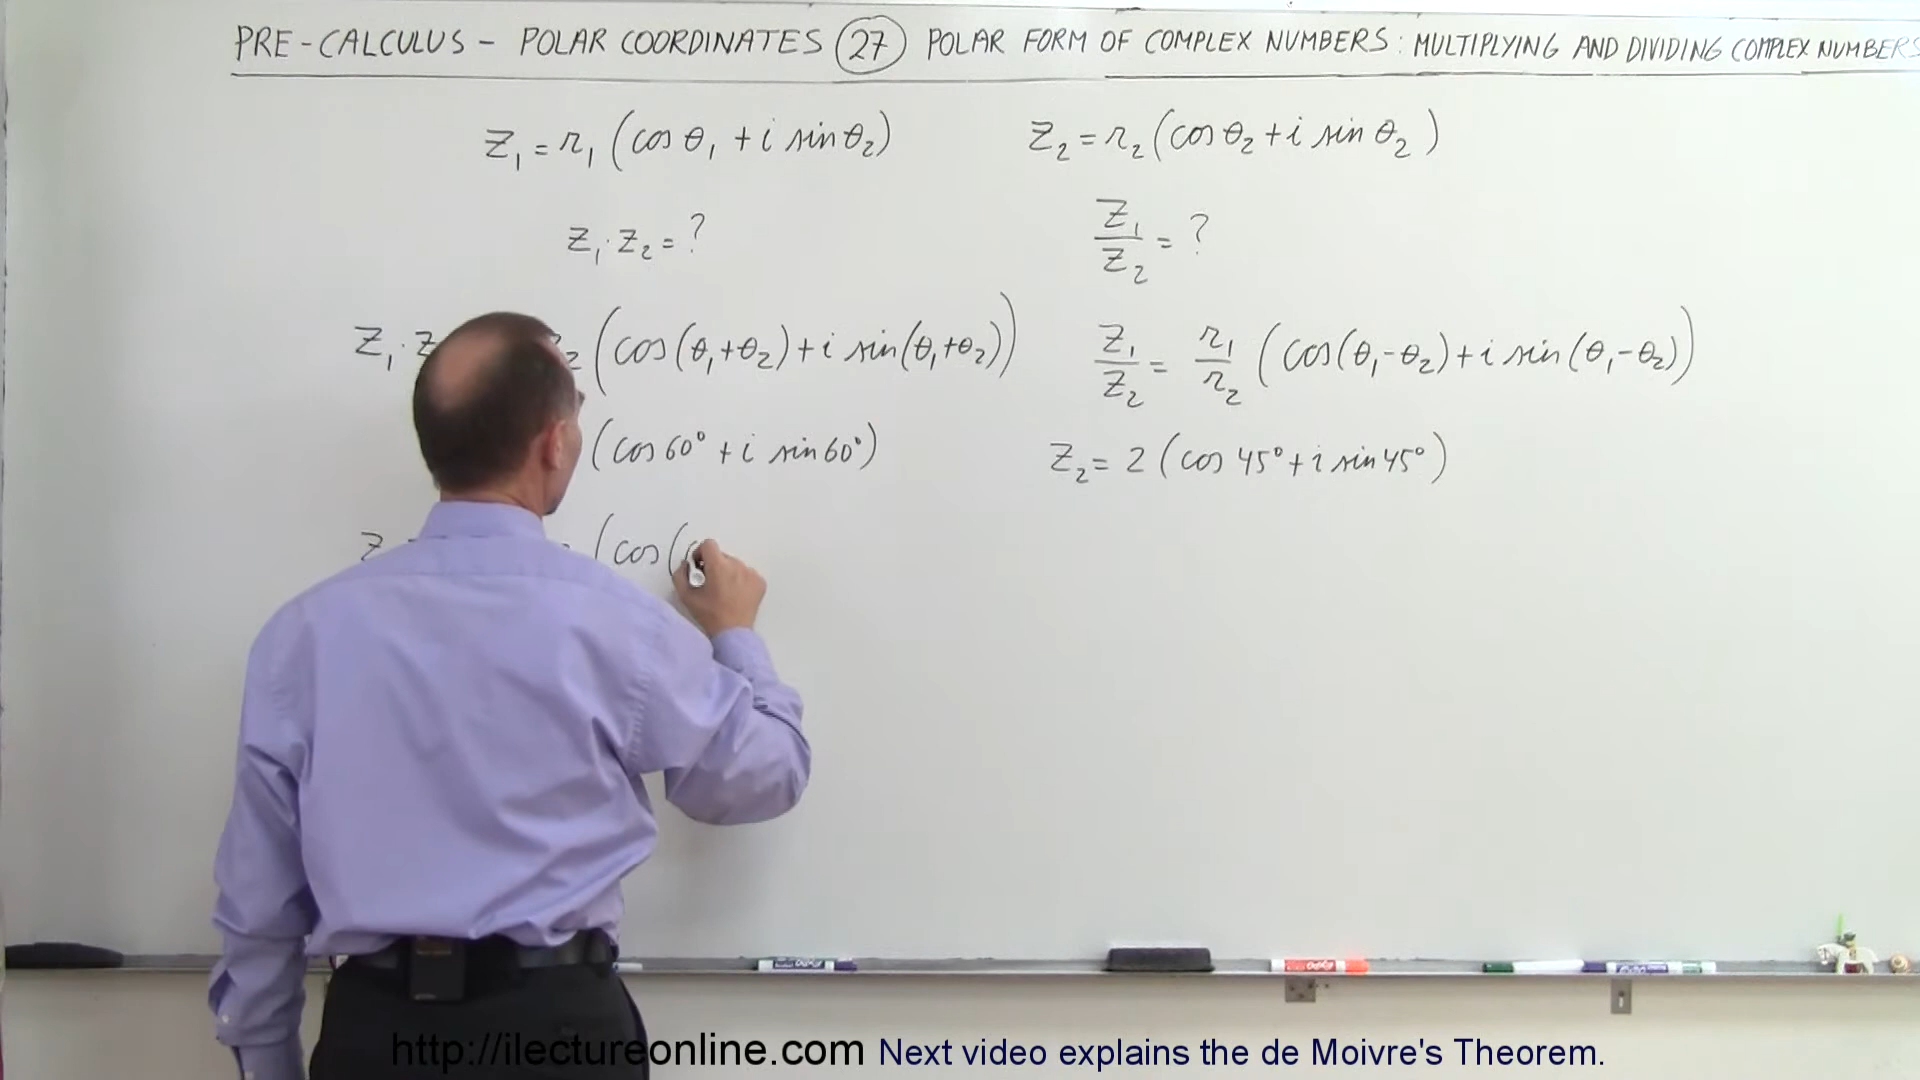 PRE-CALCULUS - POLAR COORDINATES 27 POLAR FORM OF COMPLEX NUMBERS: MULTIPLYING AND DIVIDING COMPLEX NUMBERS
z₁ = r₁ (cos θ₁ + i sin θ₂) z₂ = r₂ (cos θ₂ + i sin θ₂)
z₁ · z₂ = ? z₁/z₂ = ?
z₁ · z ₂ (cos(θ₁+θ₂) + i sin(θ₁+θ₂)) z₁/z₂ = r₁/r₂ (cos(θ₁-θ₂) + i sin(θ₁-θ₂))
(cos 60° + i sin 60°) z₂ = 2 (cos 45° + i sin 45°)
z (cos(
http://ilectureonline.com Next video explains the de Moivre's Theorem.